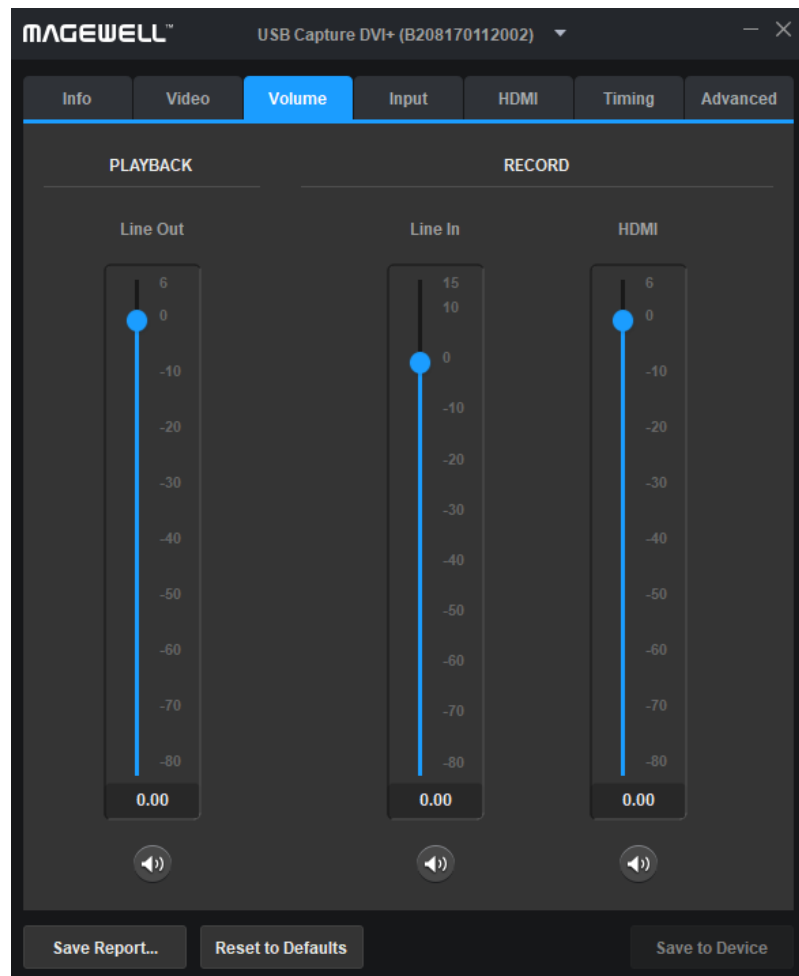 MAGEWELL™ USB Capture DVI+ (B208170112002)
Info Video Volume Input HDMI Timing Advanced
PLAYBACK RECORD
Line Out Line In HDMI
6 15 6
10
0 0
0
-10 -10
-10
-20 -20
-20
-30 -30
-30
-40 -40
-40
-50 -50
-50
-60 -60
-60
-70 -70
-70
-80 -80 -80
0.00 0.00 0.00
Save Report... Reset to Defaults Save to Device